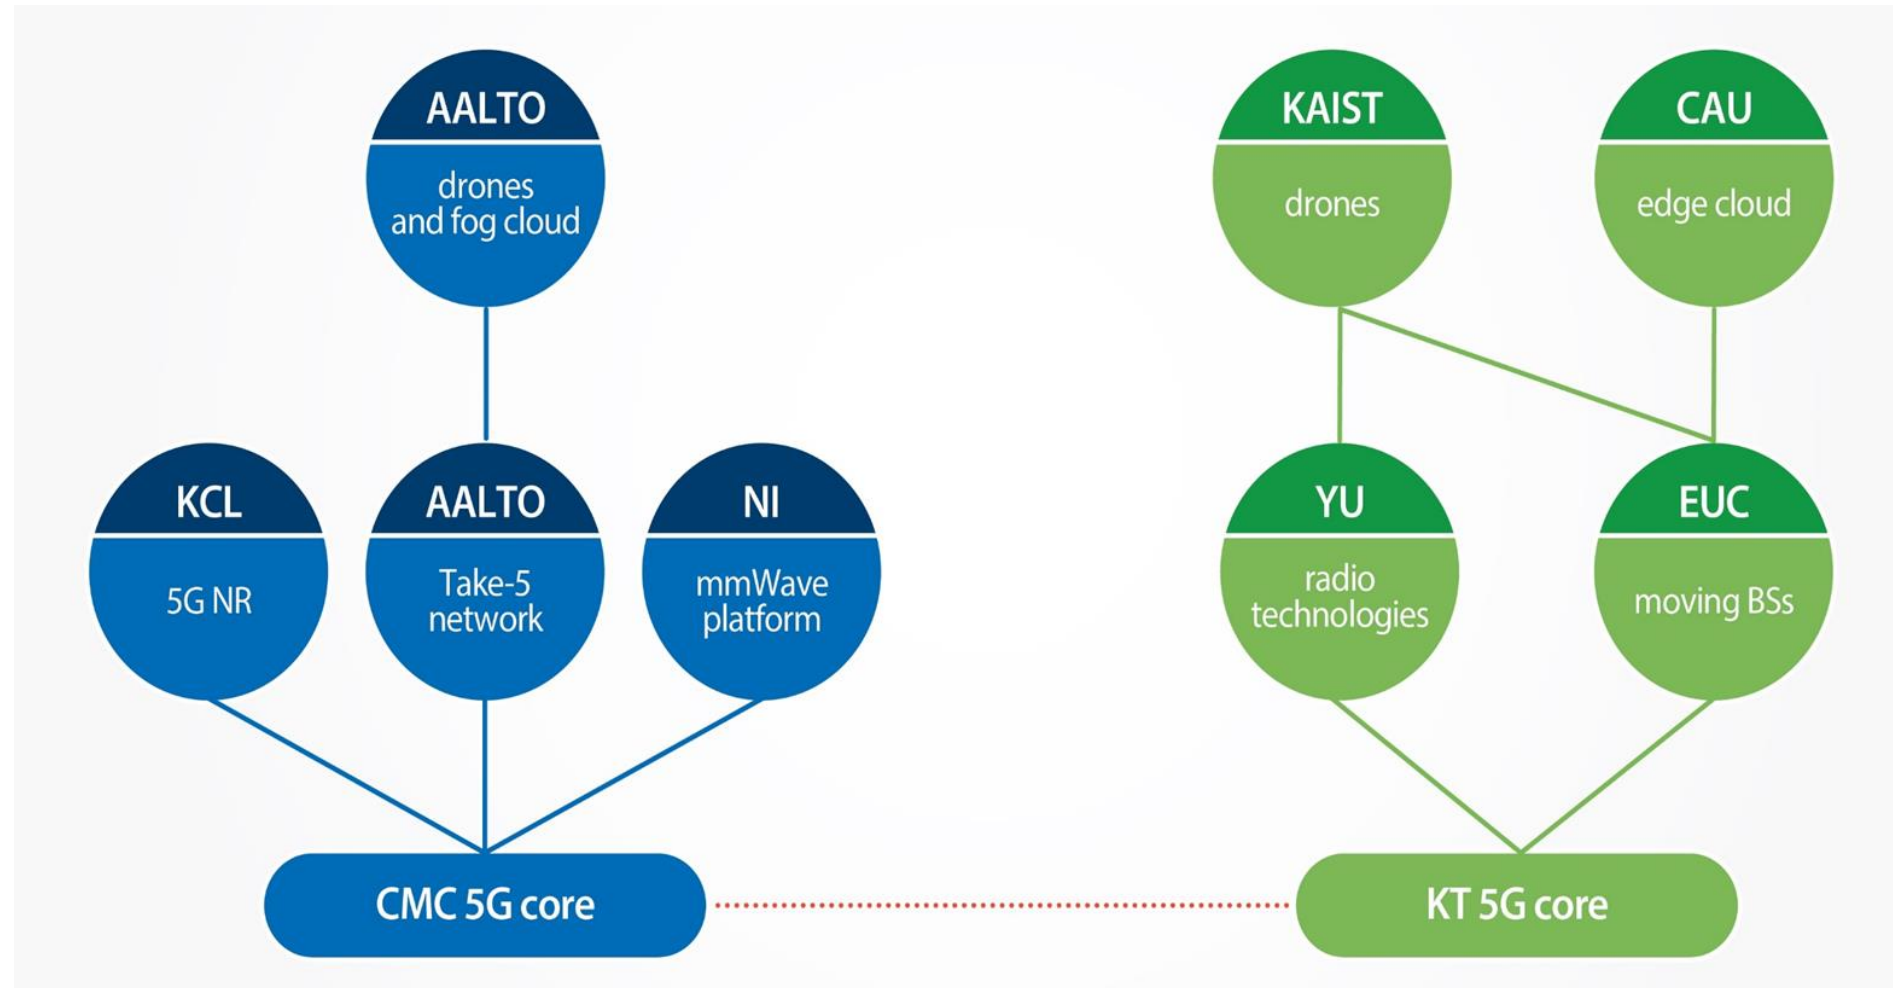 AALTO
drones
and fog cloud
KAIST
drones
CAU
edge cloud
KCL
5G NR
AALTO
Take-5
network
NI
mmWave
platform
YU
radio
technologies
EUC
moving BSs
CMC 5G core
KT 5G core